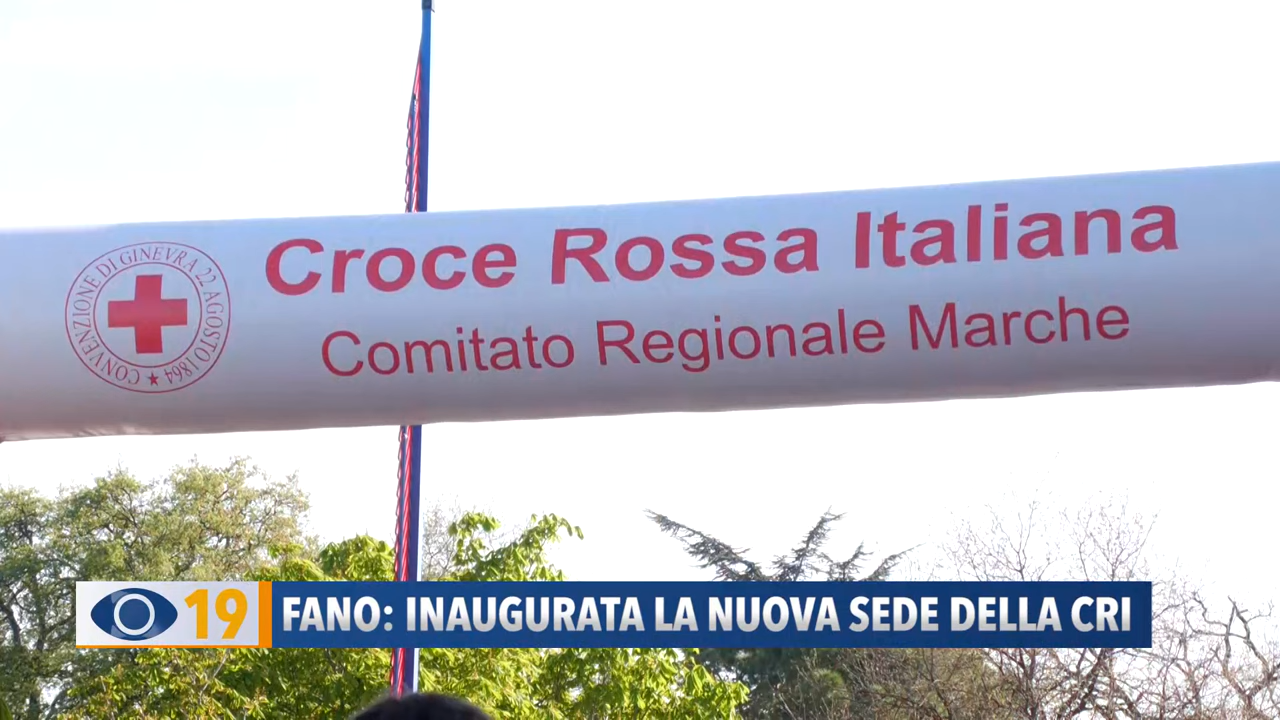 CONVENZIONE DI GINEVRA 22 AGOSTO 1864
Croce Rossa Italiana
Comitato Regionale Marche
19 FANO: INAUGURATA LA NUOVA SEDE DELLA CRI